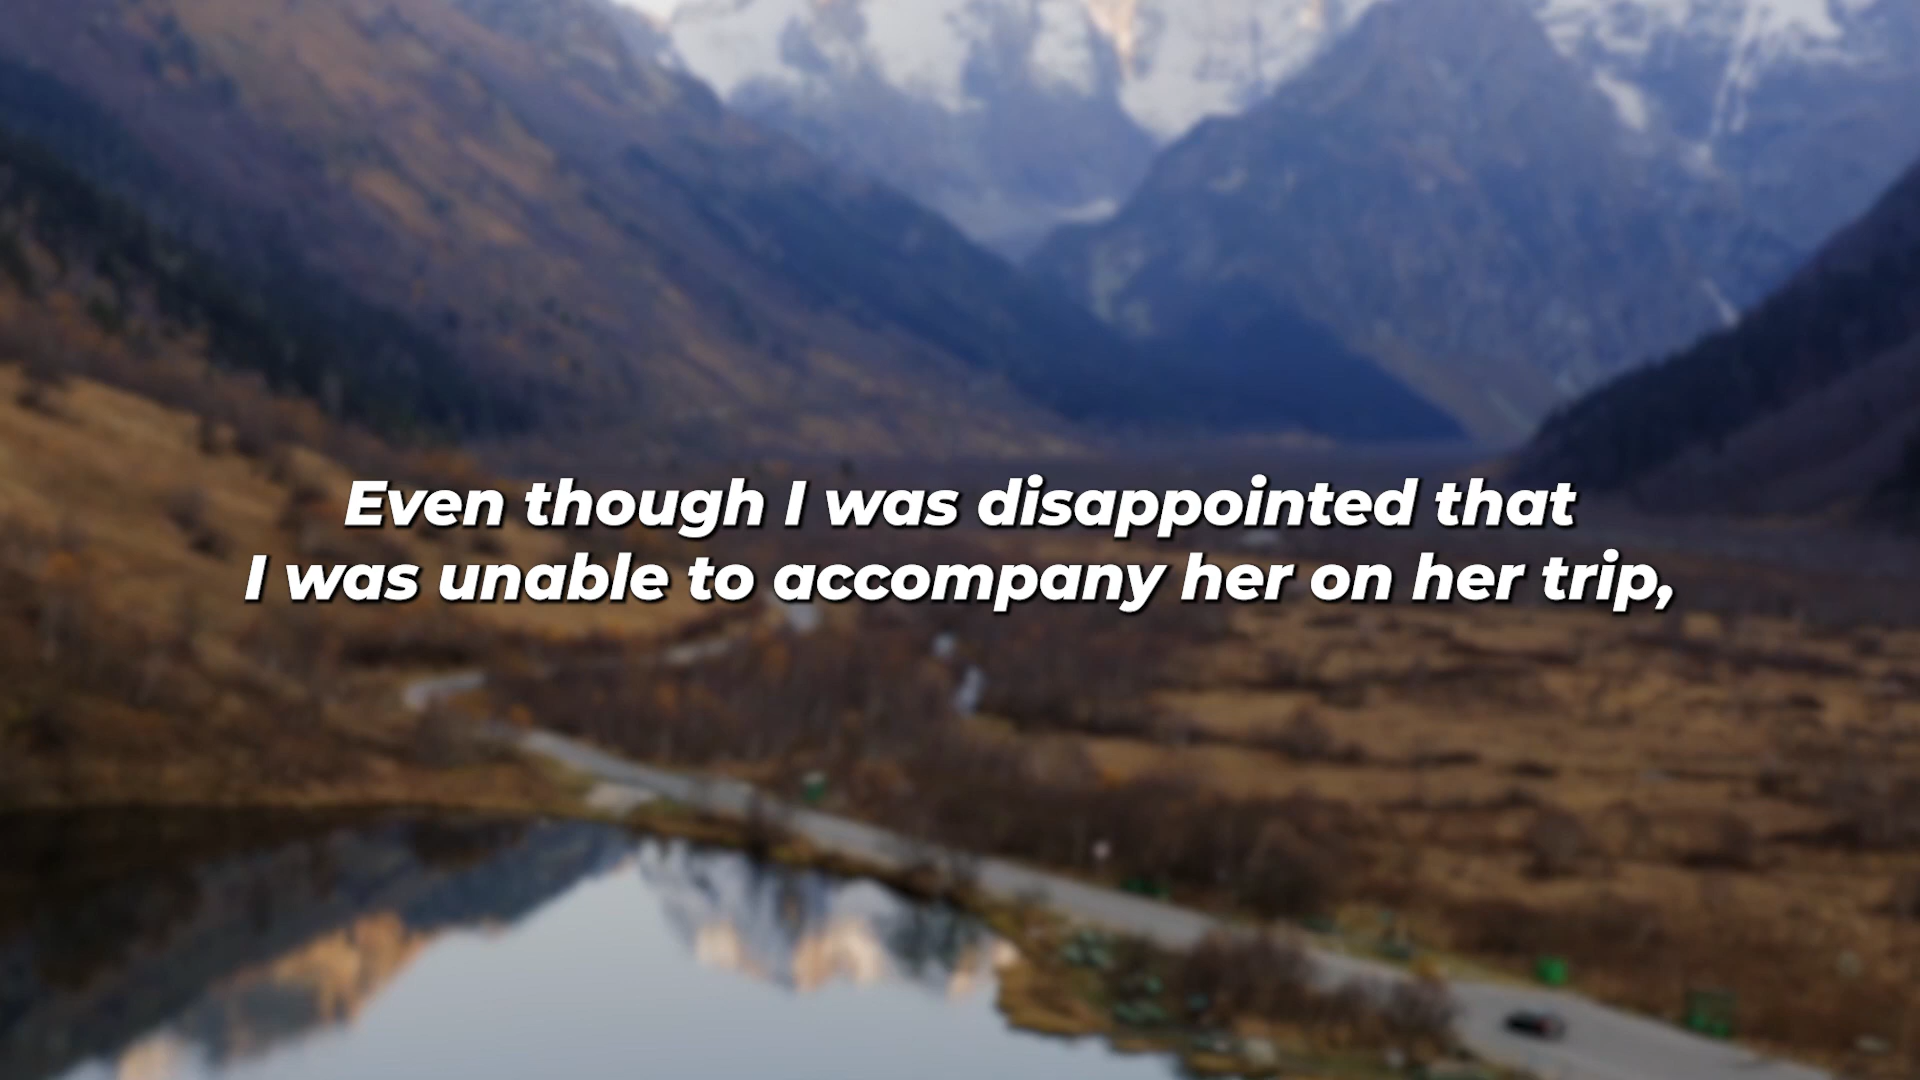 Even though I was disappointed that
I was unable to accompany her on her trip,